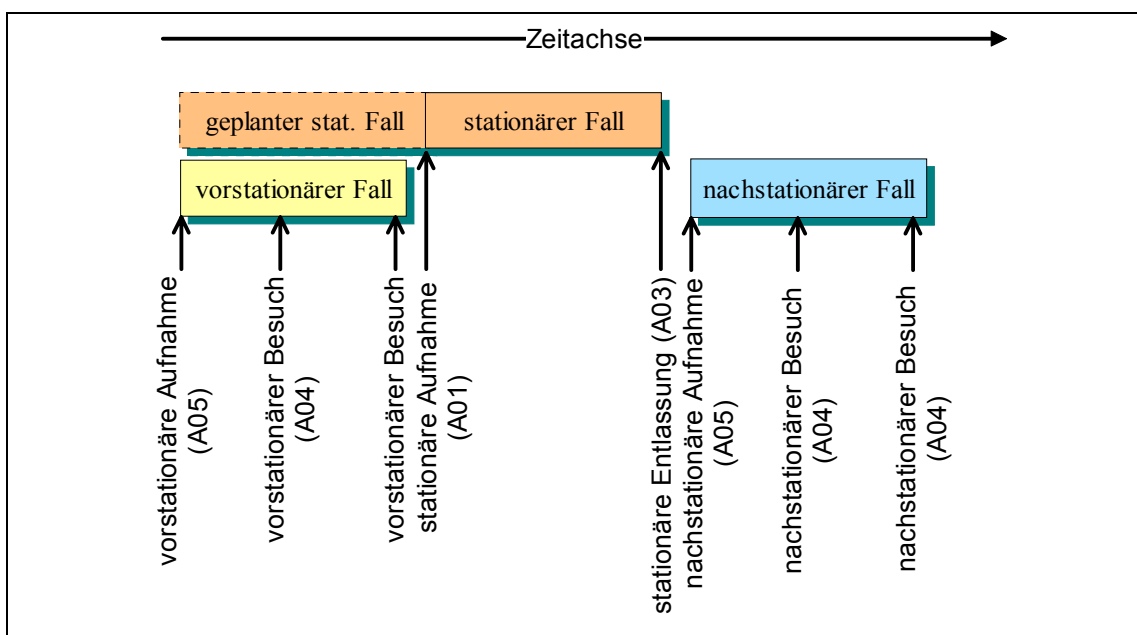 Zeitachse
geplanter stat. Fall
stationärer Fall
vorstationärer Fall
nachstationärer Fall
vorstationäre Aufnahme
(A05)
vorstationärer Besuch
(A04)
vorstationärer Besuch
stationäre Aufnahme
(A01)
stationäre Entlassung (A03)
nachstationäre Aufnahme
(A05)
nachstationärer Besuch
(A04)
nachstationärer Besuch
(A04)